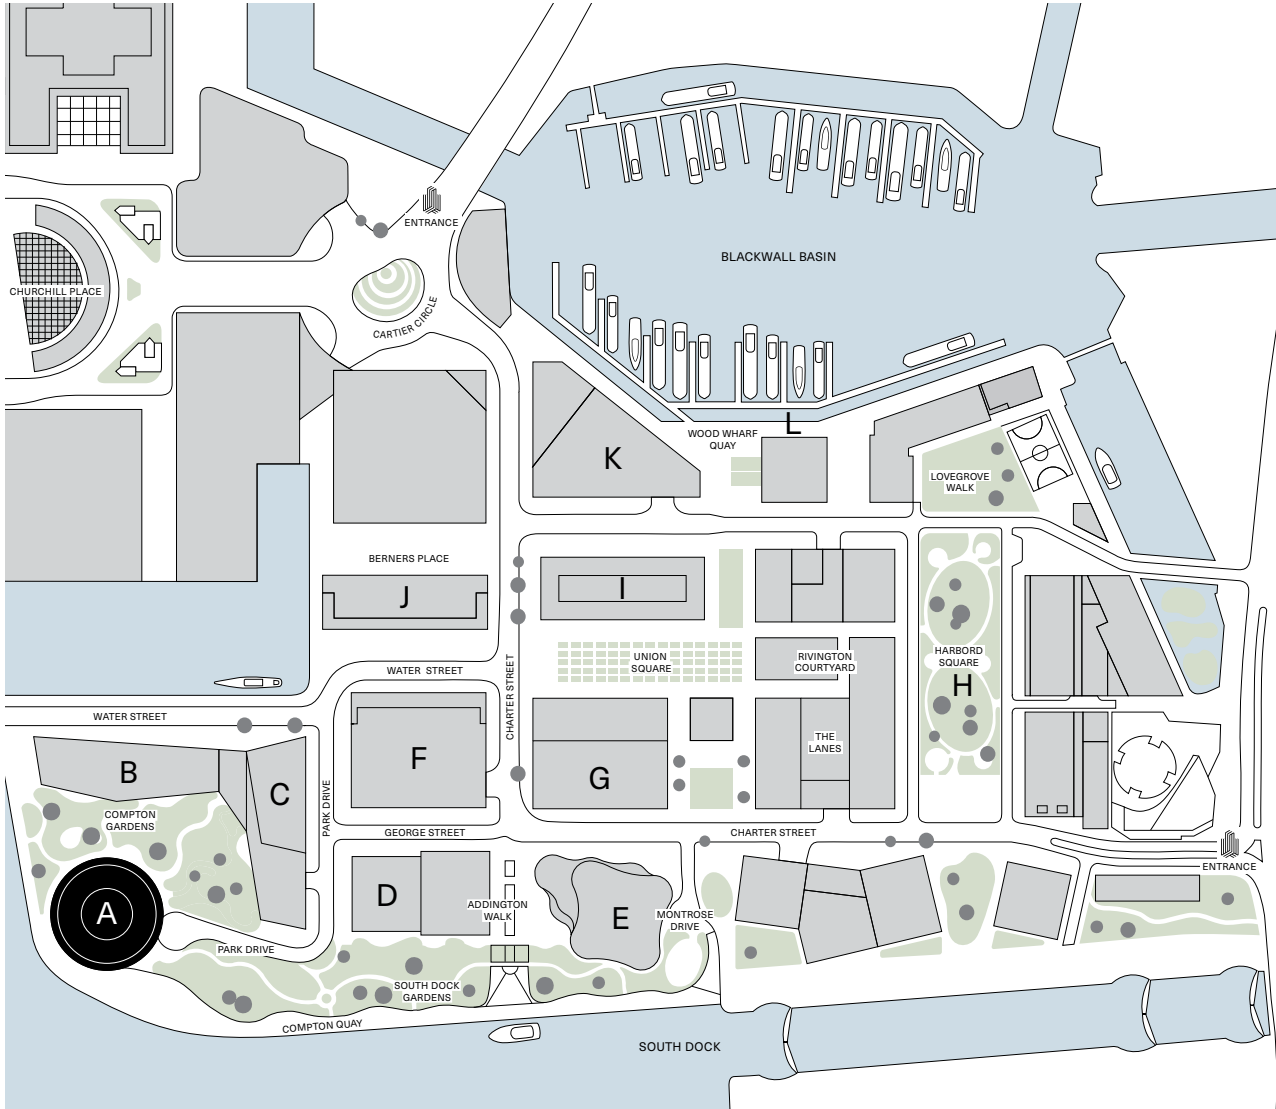 ENTRANCE
BLACKWALL BASIN
CHURCHILL PLACE
CARTIER CIRCLE
L
WOOD WHARF
QUAY
K
LOVEGROVE
WALK
BERNERS PLACE
J
I
UNION
SQUARE
RIVINGTON
COURTYARD
HARBORD
SQUARE
H
WATER STREET
CHARTER STREET
WATER STREET
THE
LANES
F
G
B
C
COMPTON
GARDENS
PARK DRIVE
GEORGE STREET
CHARTER STREET
ENTRANCE
D
ADDINGTON
WALK
E
MONTROSE
DRIVE
A
PARK DRIVE
SOUTH DOCK
GARDENS
COMPTON QUAY
SOUTH DOCK